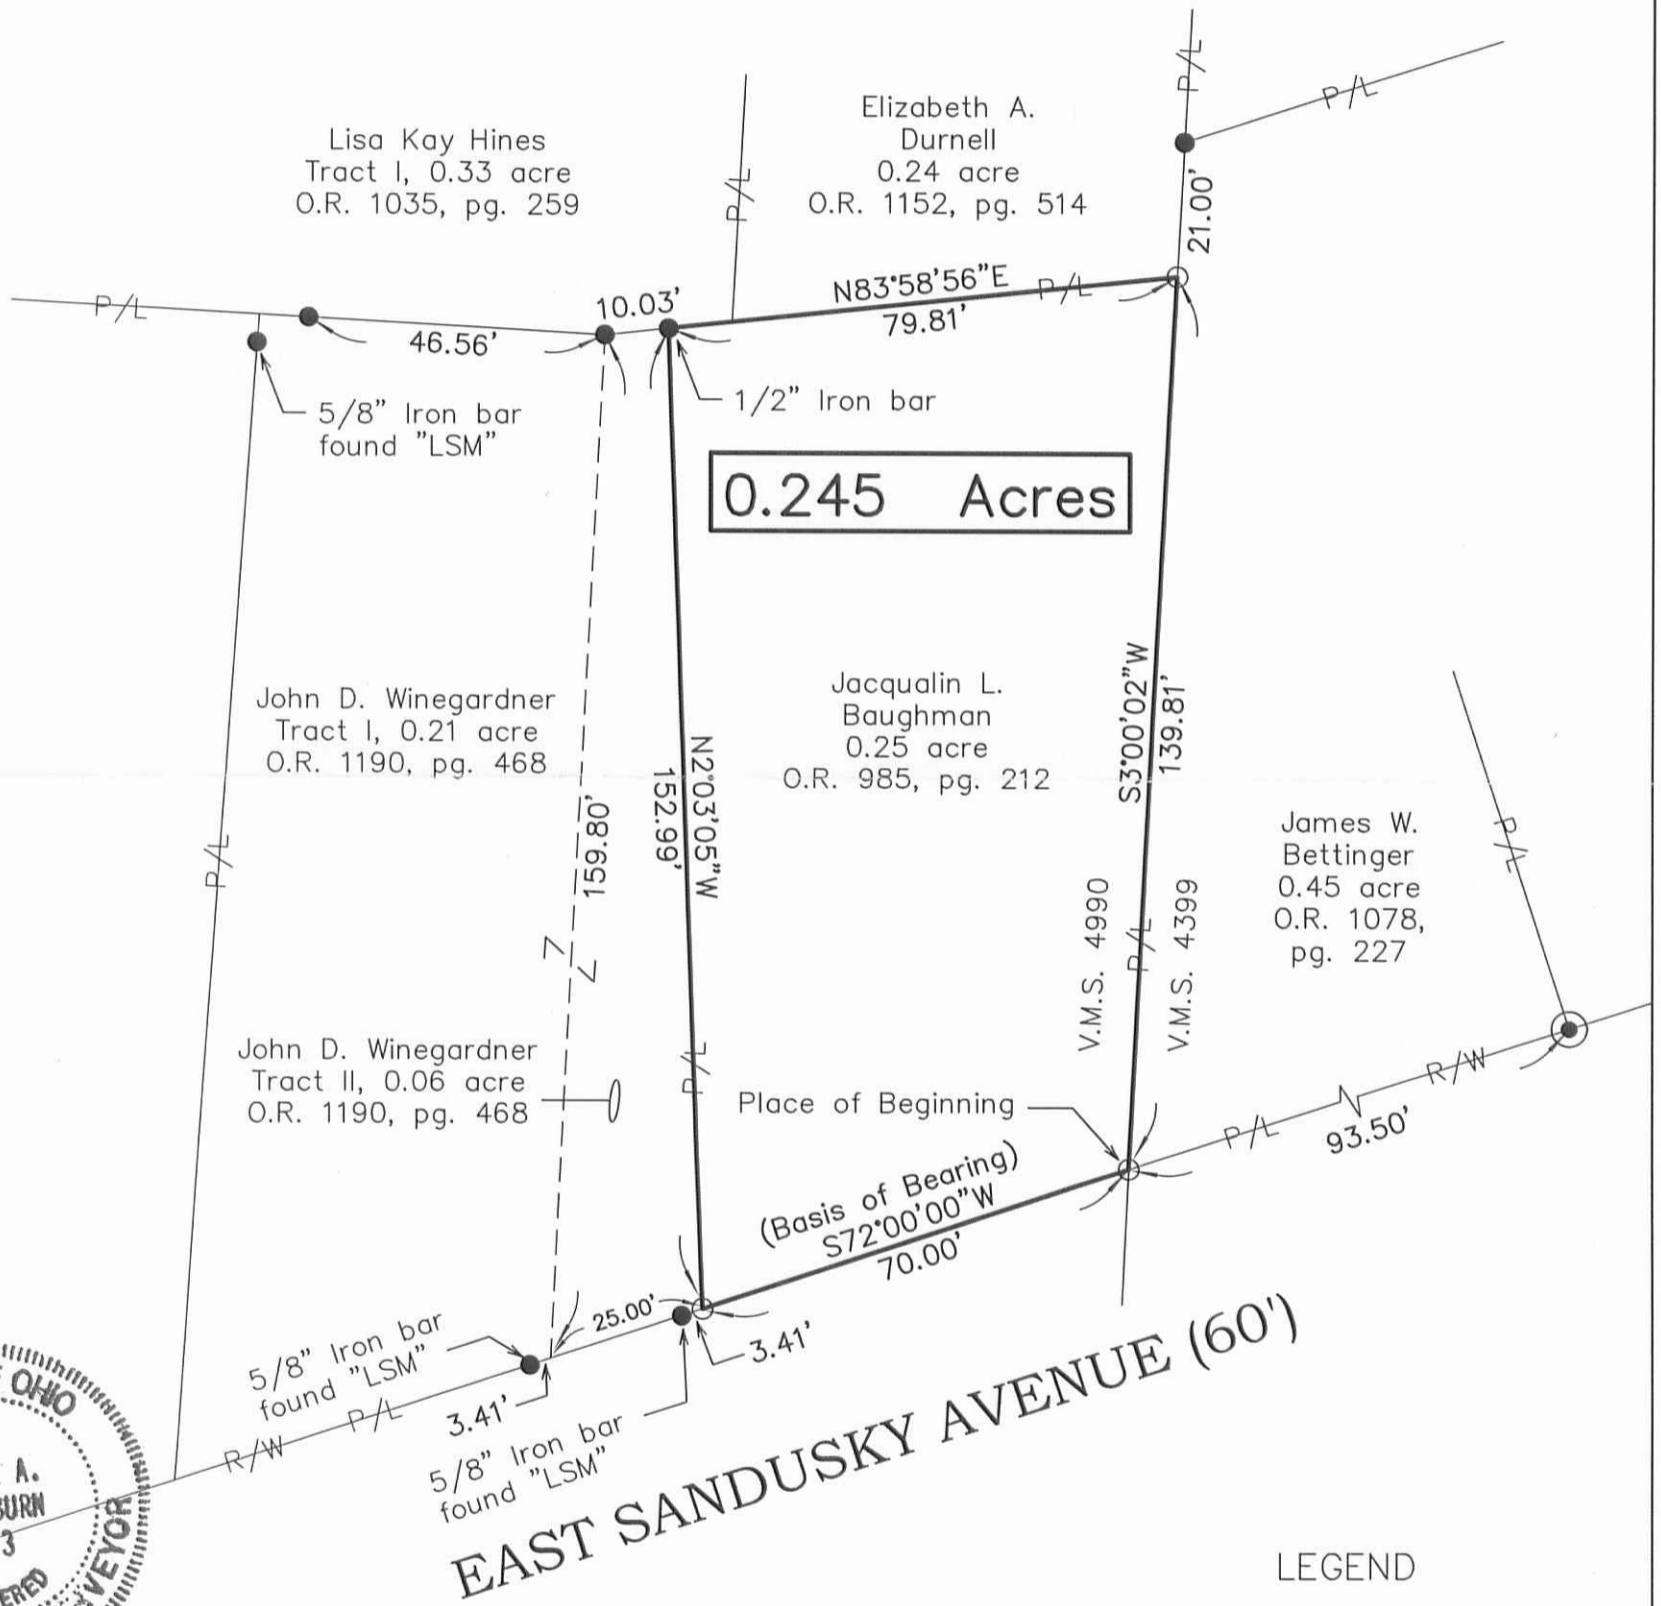 P/L
P/L
Elizabeth A.
Durnell
0.24 acre
O.R. 1152, pg. 514
Lisa Kay Hines
Tract I, 0.33 acre
O.R. 1035, pg. 259
P/L
21.00'
P/L
46.56'
10.03'
N83°58'56"E
P/L
79.81'
5/8" Iron bar
found "LSM"
1/2" Iron bar
0.245 Acres
John D. Winegardner
Tract I, 0.21 acre
O.R. 1190, pg. 468
Jacqualin L.
Baughman
0.25 acre
O.R. 985, pg. 212
N2°03'05"W
152.99'
S3°00'02"W
139.81'
159.80'
P/L
James W.
Bettinger
0.45 acre
O.R. 1078,
pg. 227
P/L
V.M.S. 4990
P/L
V.M.S. 4399
John D. Winegardner
Tract II, 0.06 acre
O.R. 1190, pg. 468
P/L
Place of Beginning
R/W
P/L
93.50'
(Basis of Bearing)
S72°00'00"W
70.00'
25.00'
3.41'
5/8" Iron bar
found "LSM"
3.41'
P/L
R/W
5/8" Iron bar
found "LSM"
EAST SANDUSKY AVENUE (60')
OHIO
A.
BURN
3
ERED
VEYOR
LEGEND